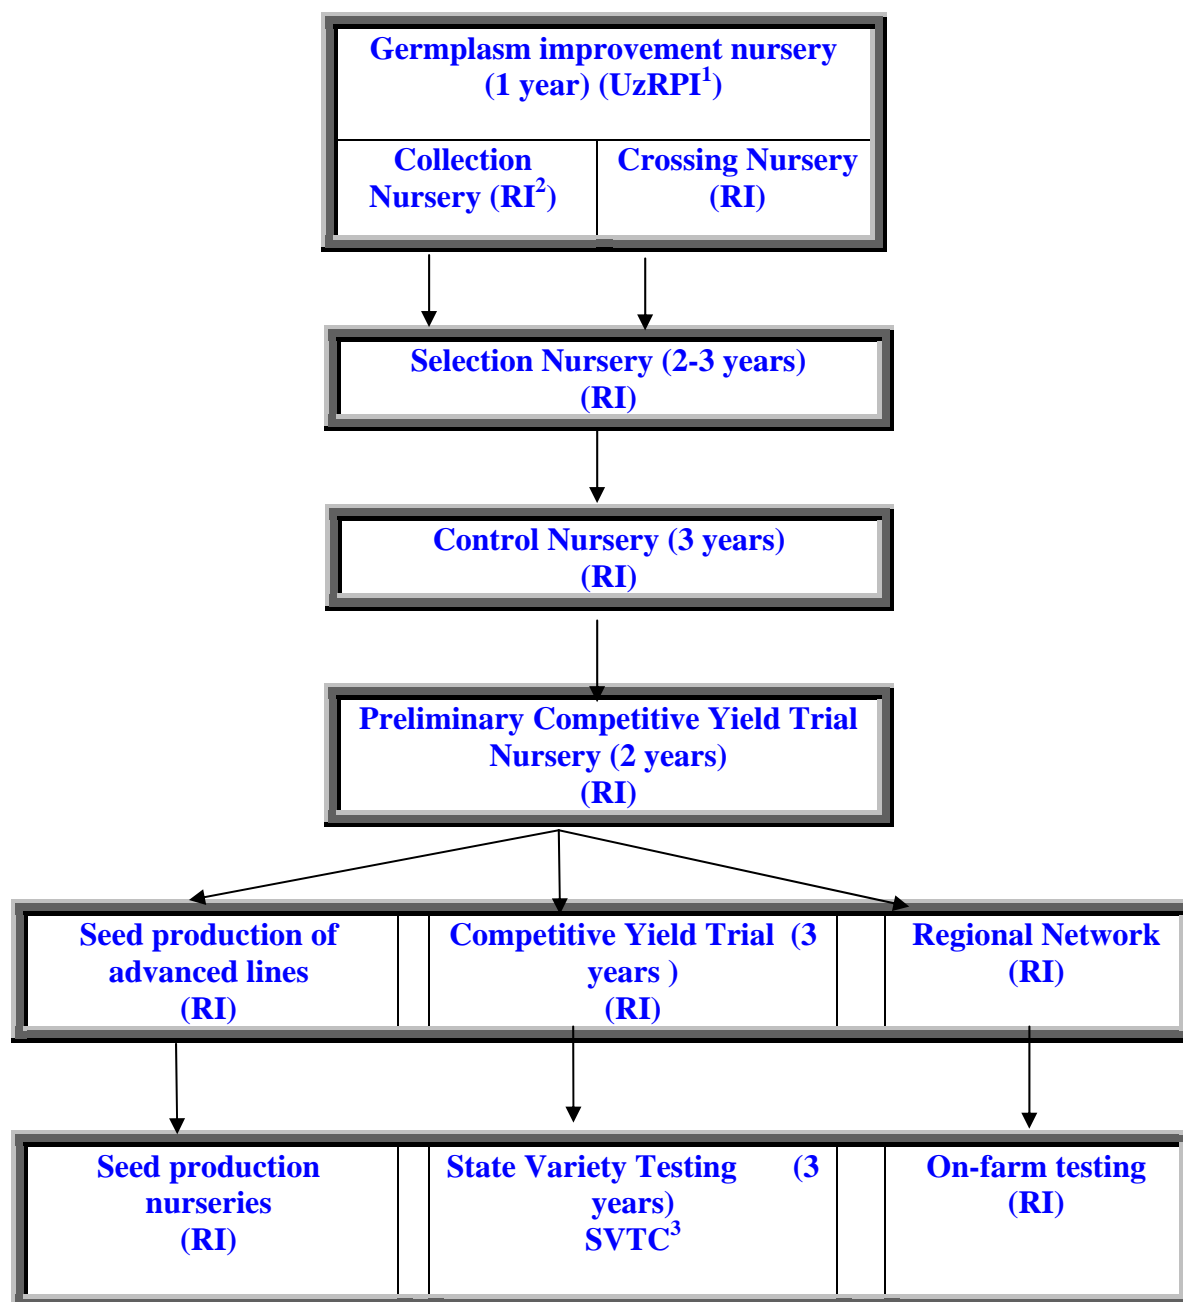 Germplasm improvement nursery
(1 year) (UzRPI¹)
Collection
Nursery (RI²)
Crossing Nursery
(RI)
Selection Nursery (2-3 years)
(RI)
Control Nursery (3 years)
(RI)
Preliminary Competitive Yield Trial
Nursery (2 years)
(RI)
Seed production of
advanced lines
(RI)
Competitive Yield Trial (3
years )
(RI)
Regional Network
(RI)
Seed production
nurseries
(RI)
State Variety Testing (3
years)
SVTC³
On-farm testing
(RI)